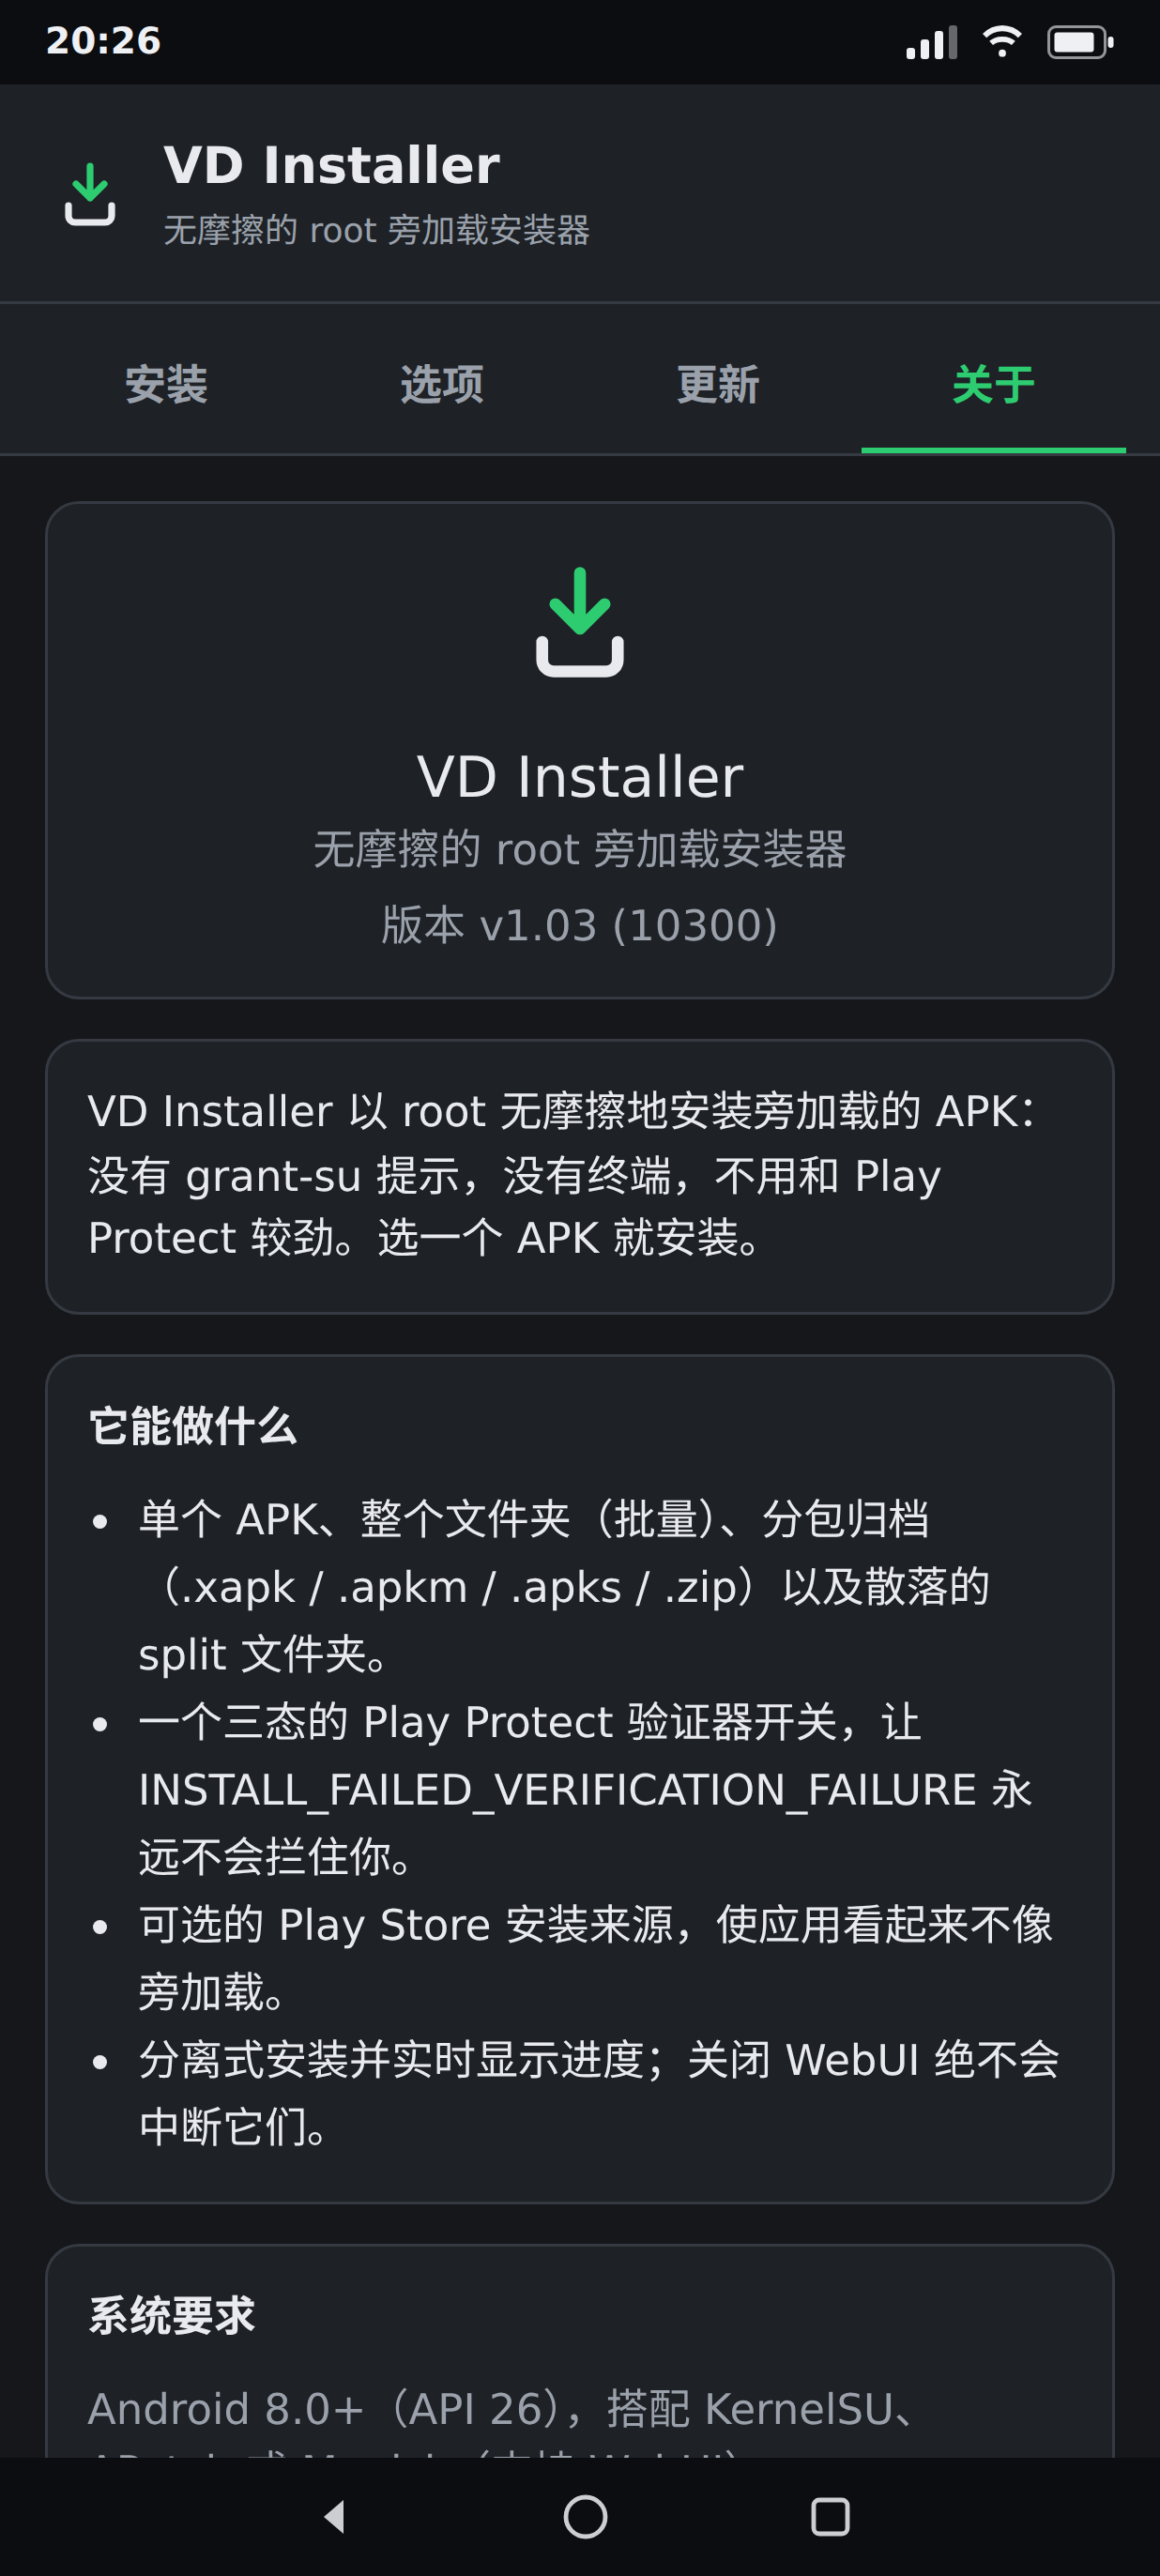 20:26
VD Installer
无摩擦的 root 旁加载安装器
安装 选项 更新 关于
VD Installer
无摩擦的 root 旁加载安装器
版本 v1.03 (10300)
VD Installer 以 root 无摩擦地安装旁加载的 APK：
没有 grant-su 提示，没有终端，不用和 Play
Protect 较劲。选一个 APK 就安装。
它能做什么
• 单个 APK、整个文件夹（批量）、分包归档
（.xapk / .apkm / .apks / .zip）以及散落的
split 文件夹。
• 一个三态的 Play Protect 验证器开关，让
INSTALL_FAILED_VERIFICATION_FAILURE 永
远不会拦住你。
• 可选的 Play Store 安装来源，使应用看起来不像
旁加载。
• 分离式安装并实时显示进度；关闭 WebUI 绝不会
中断它们。
系统要求
Android 8.0+（API 26），搭配 KernelSU、